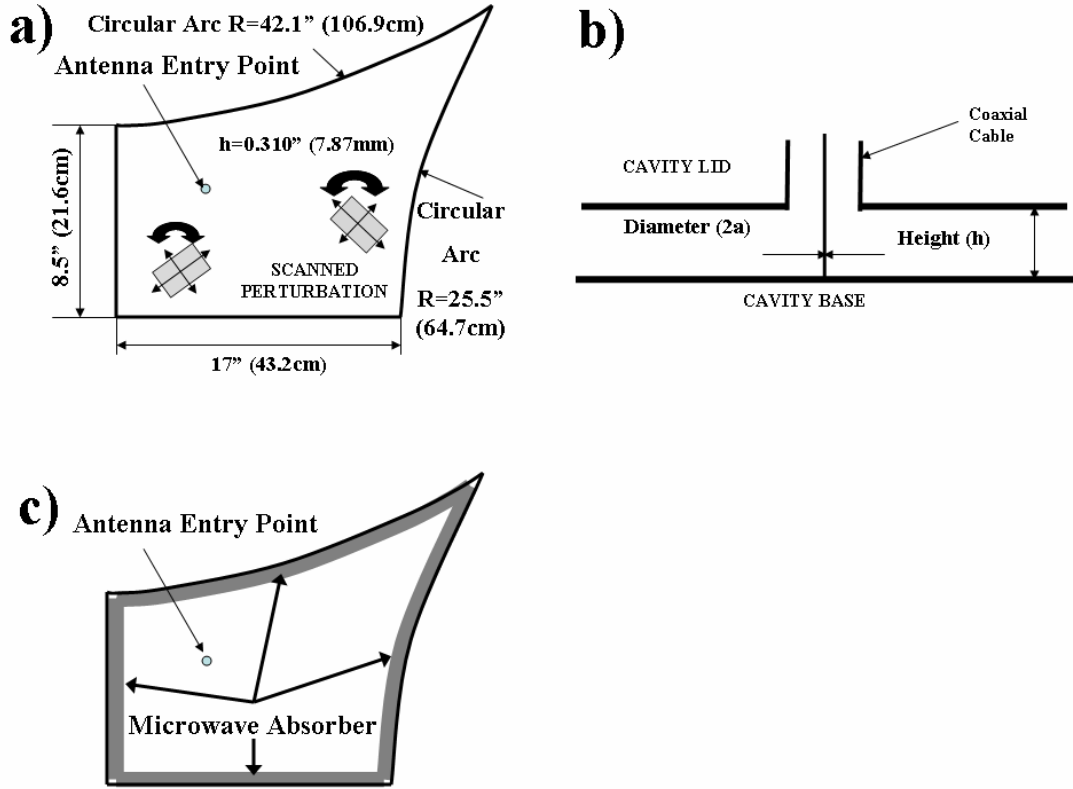 a)
Circular Arc R=42.1” (106.9cm)
Antenna Entry Point
h=0.310” (7.87mm)
8.5” (21.6cm)
SCANNED
PERTURBATION
Circular
Arc
R=25.5”
(64.7cm)
17” (43.2cm)
b)
Coaxial
Cable
CAVITY LID
Diameter (2a)
Height (h)
CAVITY BASE
c)
Antenna Entry Point
Microwave Absorber